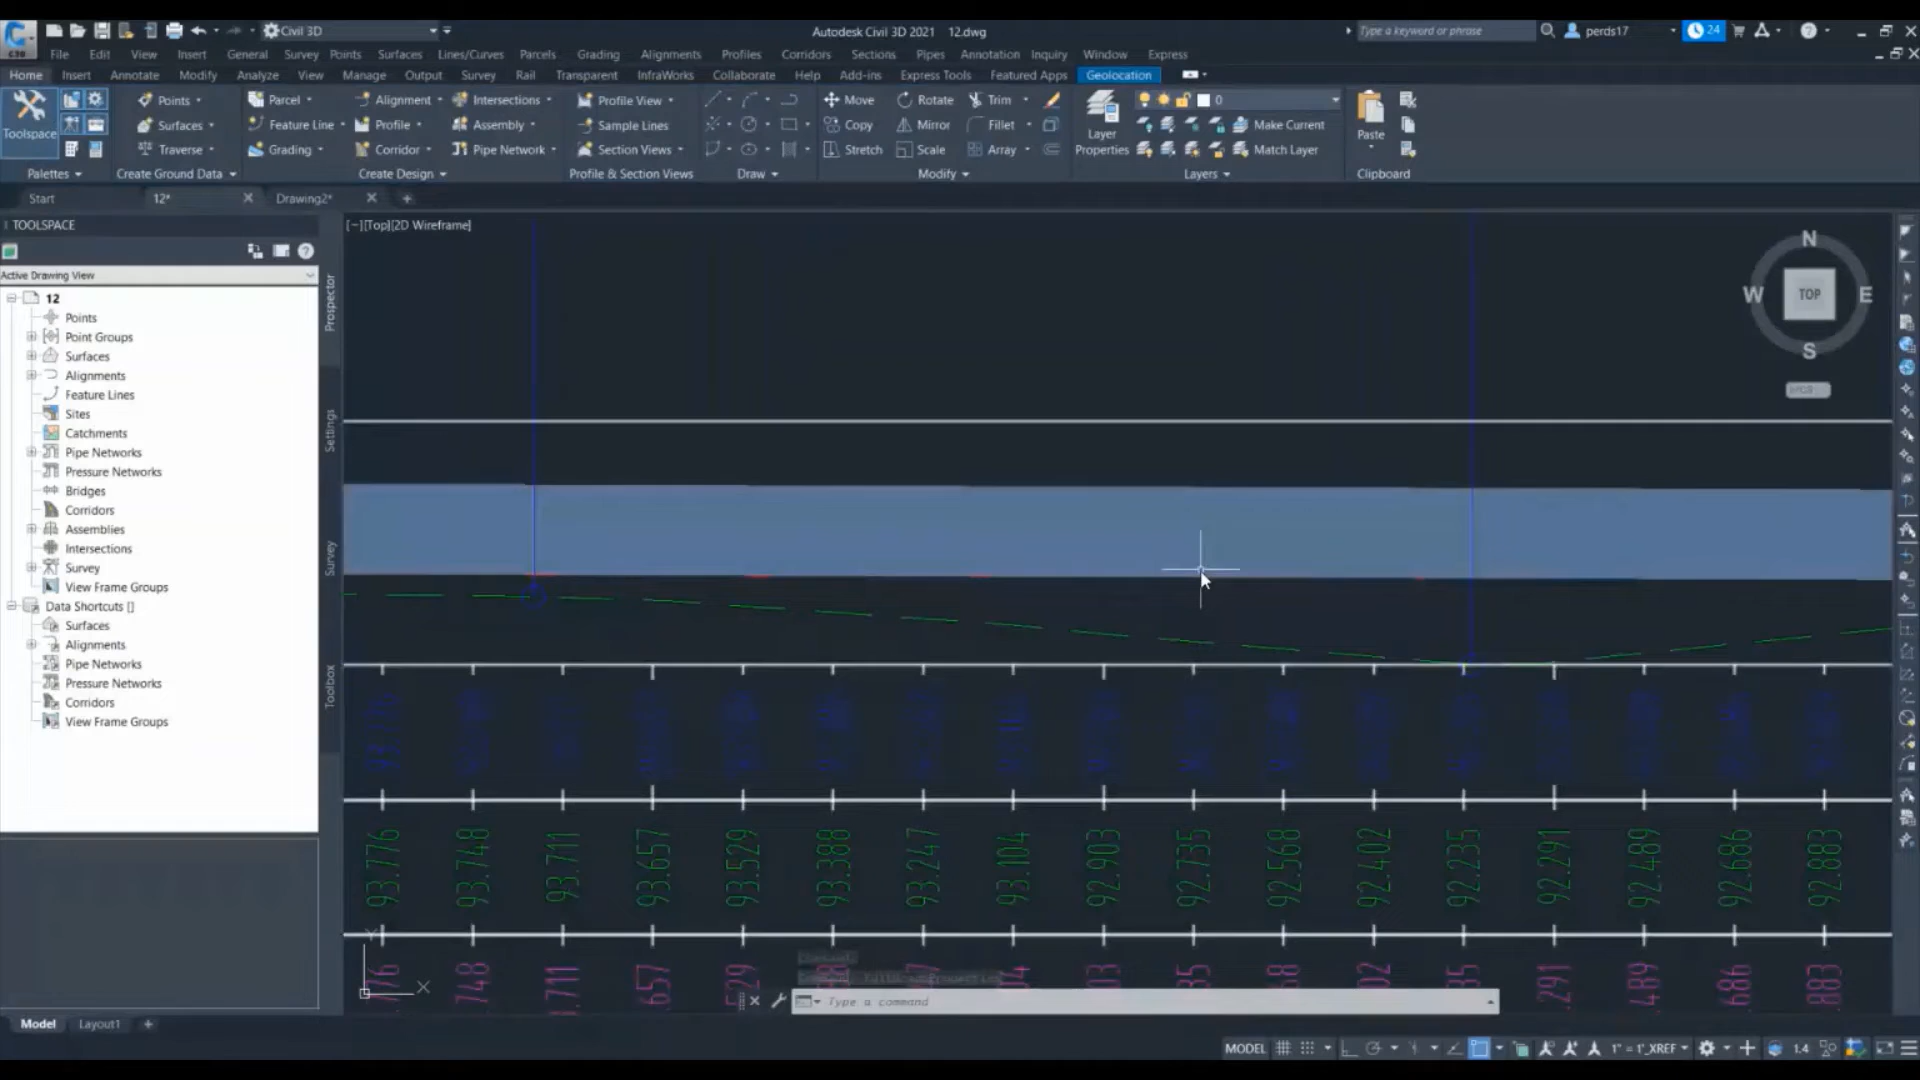 C3D
Civil 3D
Autodesk Civil 3D 2021 12.dwg
Type a keyword or phrase
perds17
24
File Edit View Insert General Survey Points Surfaces Lines/Curves Parcels Grading Alignments Profiles Corridors Sections Pipes Annotation Inquiry Window Express
Home Insert Annotate Modify Analyze View Manage Output Survey Rail Transparent InfraWorks Collaborate Help Add-ins Express Tools Featured Apps Geolocation
Toolspace
Points
Surfaces
Traverse
Parcel
Feature Line
Grading
Alignment
Profile
Corridor
Intersections
Assembly
Pipe Network
Profile View
Sample Lines
Section Views
Move
Copy
Stretch
Rotate
Mirror
Scale
Trim
Fillet
Array
Layer
Properties
0
Make Current
Match Layer
Paste
Palettes
Create Ground Data
Create Design
Profile & Section Views
Draw
Modify
Layers
Clipboard
Start
12*
Drawing2*
TOOLSPACE
Active Drawing View
12
Points
Point Groups
Surfaces
Alignments
Feature Lines
Sites
Catchments
Pipe Networks
Pressure Networks
Bridges
Corridors
Assemblies
Intersections
Survey
View Frame Groups
Data Shortcuts []
Surfaces
Alignments
Pipe Networks
Pressure Networks
Corridors
View Frame Groups
Prospector
Settings
Survey
Toolbox
[−][Top][2D Wireframe]
N
W
TOP
E
S
93.776 93.748 93.711 93.657 93.529 93.388 93.247 93.104 92.903 92.735 92.568 92.402 92.235 92.291 92.489 92.686 92.883
Y
X
Type a command
Model
Layout1
MODEL
1" = 1'_XREF
1.4